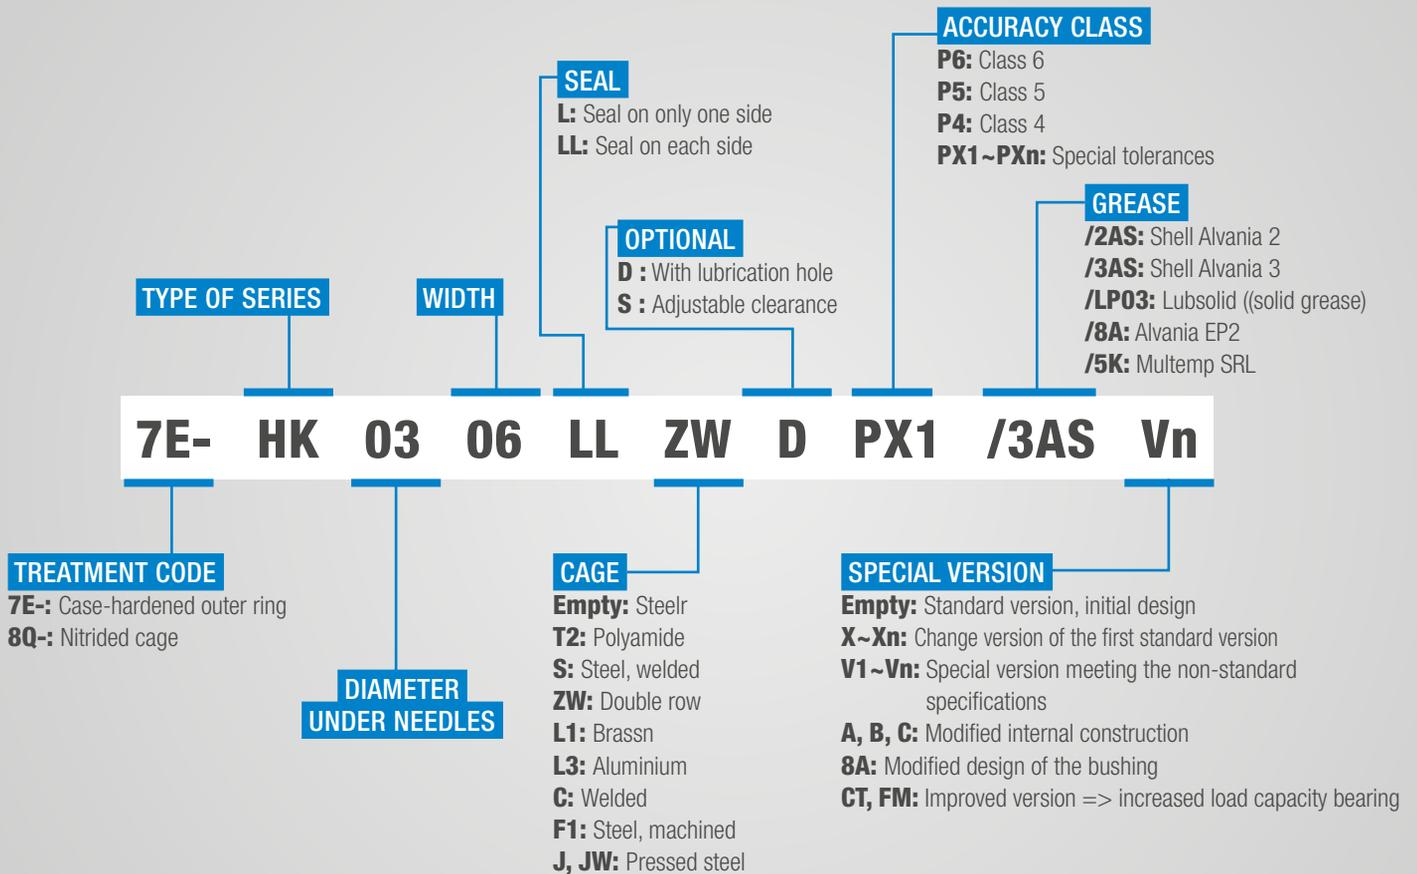 ACCURACY CLASS
P6: Class 6
P5: Class 5
P4: Class 4
PX1~PXn: Special tolerances
SEAL
L: Seal on only one side
LL: Seal on each side
GREASE
/2AS: Shell Alvania 2
/3AS: Shell Alvania 3
/LP03: Lubsolid ((solid grease)
/8A: Alvania EP2
/5K: Multemp SRL
OPTIONAL
D : With lubrication hole
S : Adjustable clearance
TYPE OF SERIES
WIDTH
7E- HK 03 06 LL ZW D PX1 /3AS Vn
TREATMENT CODE
7E-: Case-hardened outer ring
8Q-: Nitrided cage
DIAMETER
UNDER NEEDLES
CAGE
Empty: Steelr
T2: Polyamide
S: Steel, welded
ZW: Double row
L1: Brassn
L3: Aluminium
C: Welded
F1: Steel, machined
J, JW: Pressed steel
SPECIAL VERSION
Empty: Standard version, initial design
X~Xn: Change version of the first standard version
V1~Vn: Special version meeting the non-standard
specifications
A, B, C: Modified internal construction
8A: Modified design of the bushing
CT, FM: Improved version => increased load capacity bearing